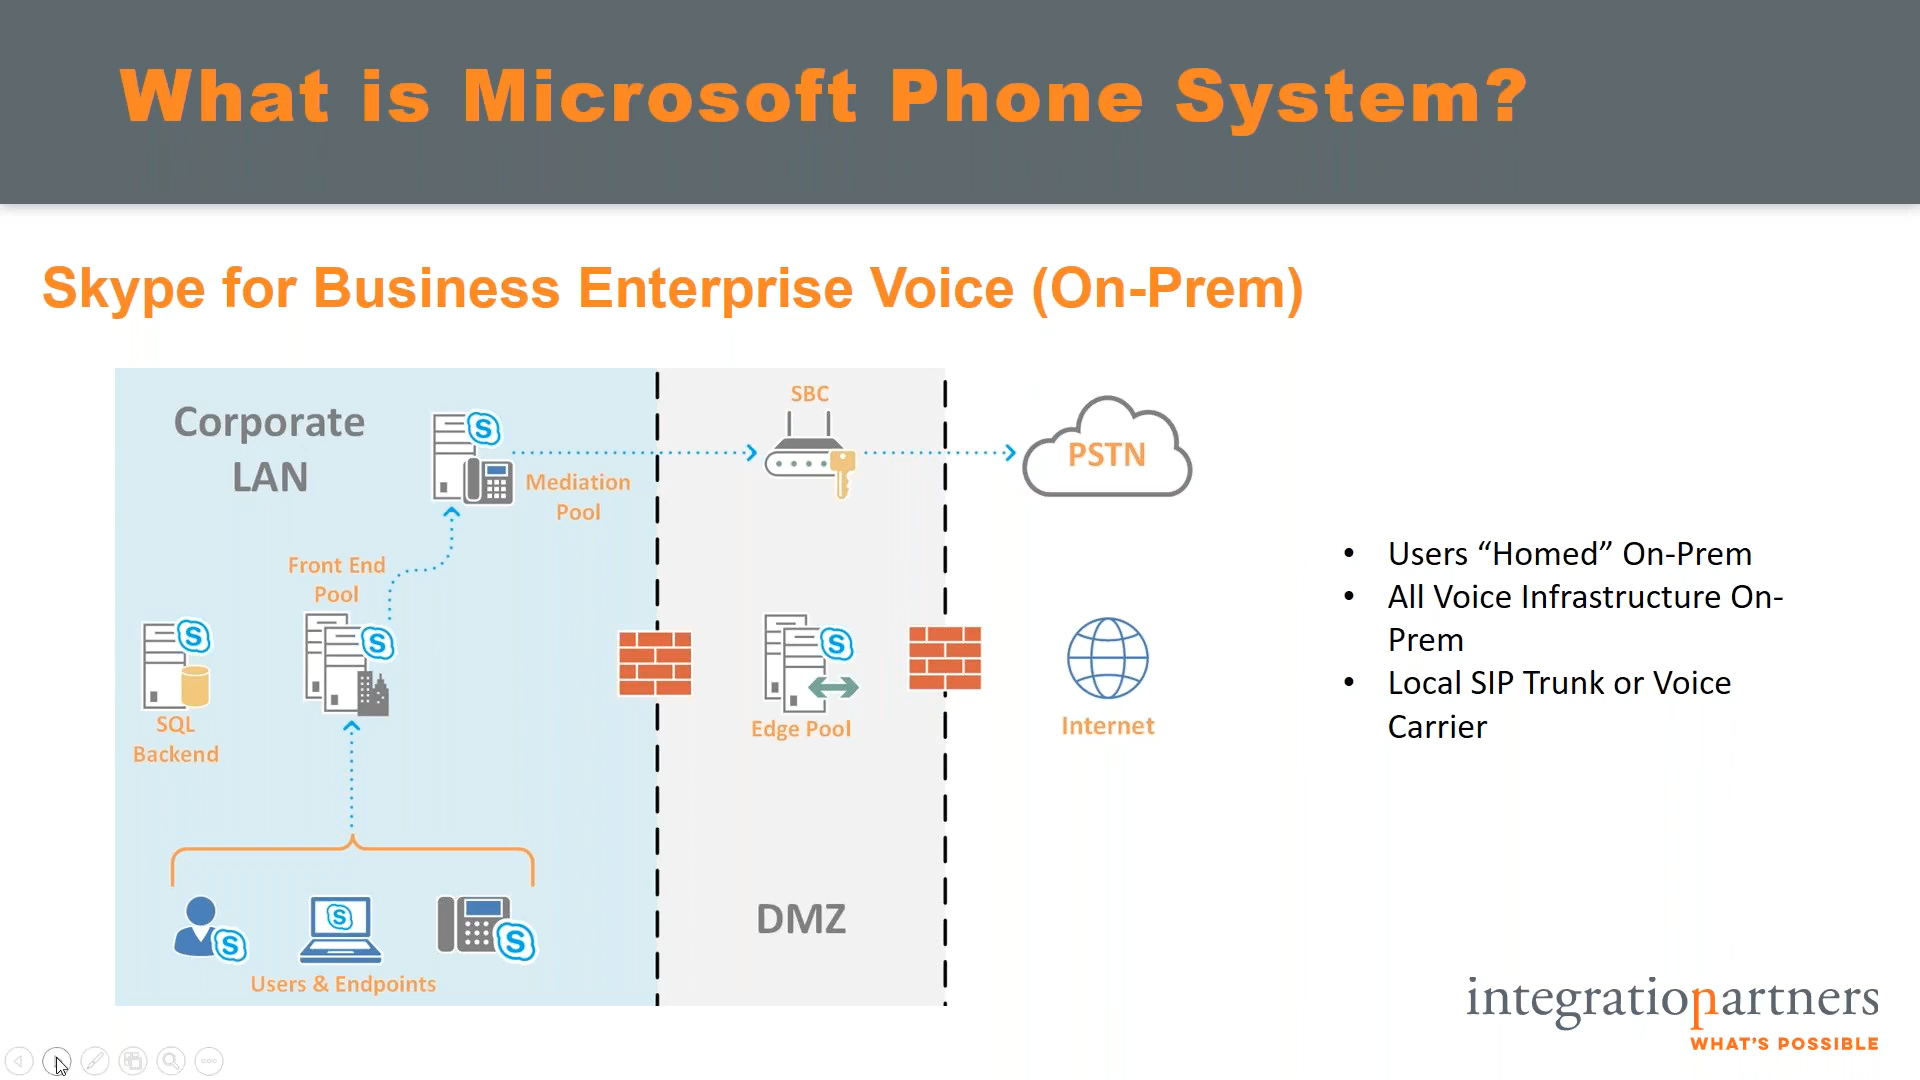 What is Microsoft Phone System?
Skype for Business Enterprise Voice (On-Prem)
Corporate
LAN
Mediation
Pool
Front End
Pool
SQL
Backend
Users & Endpoints
SBC
Edge Pool
DMZ
PSTN
Internet
• Users “Homed” On-Prem
• All Voice Infrastructure On-
Prem
• Local SIP Trunk or Voice
Carrier
integrationpartners
WHAT'S POSSIBLE